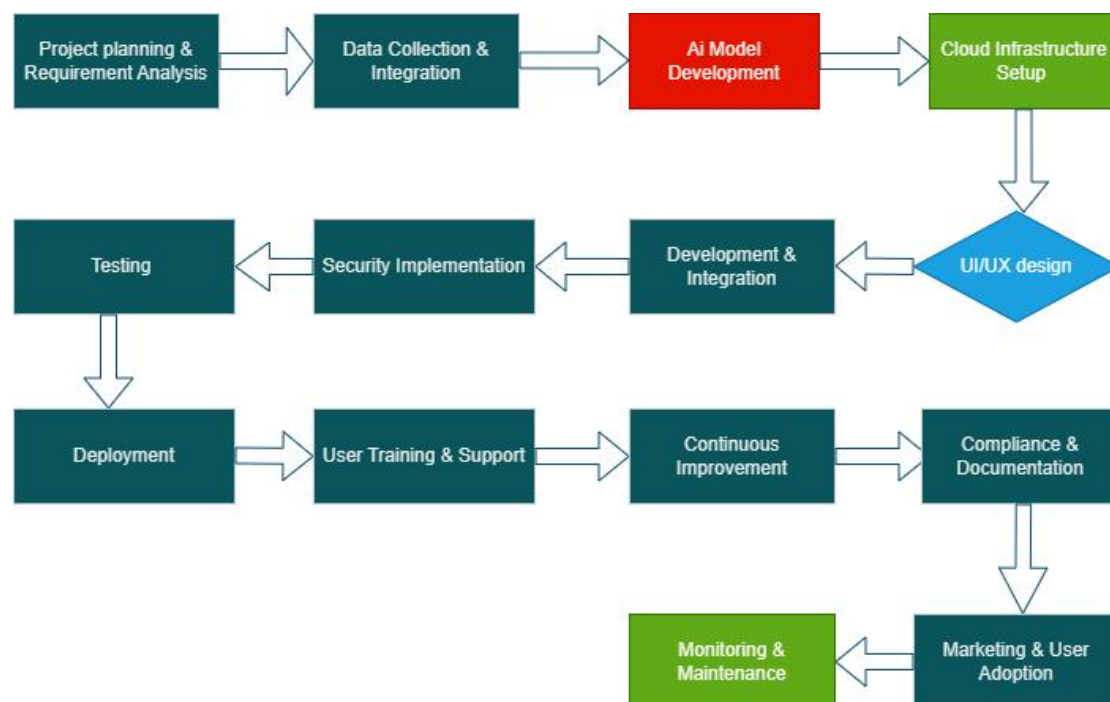 Project planning &
Requirement Analysis
Data Collection &
Integration
Ai Model
Development
Cloud Infrastructure
Setup
UI/UX design
Development &
Integration
Security Implementation
Testing
Deployment
User Training & Support
Continuous
Improvement
Compliance &
Documentation
Marketing & User
Adoption
Monitoring &
Maintenance